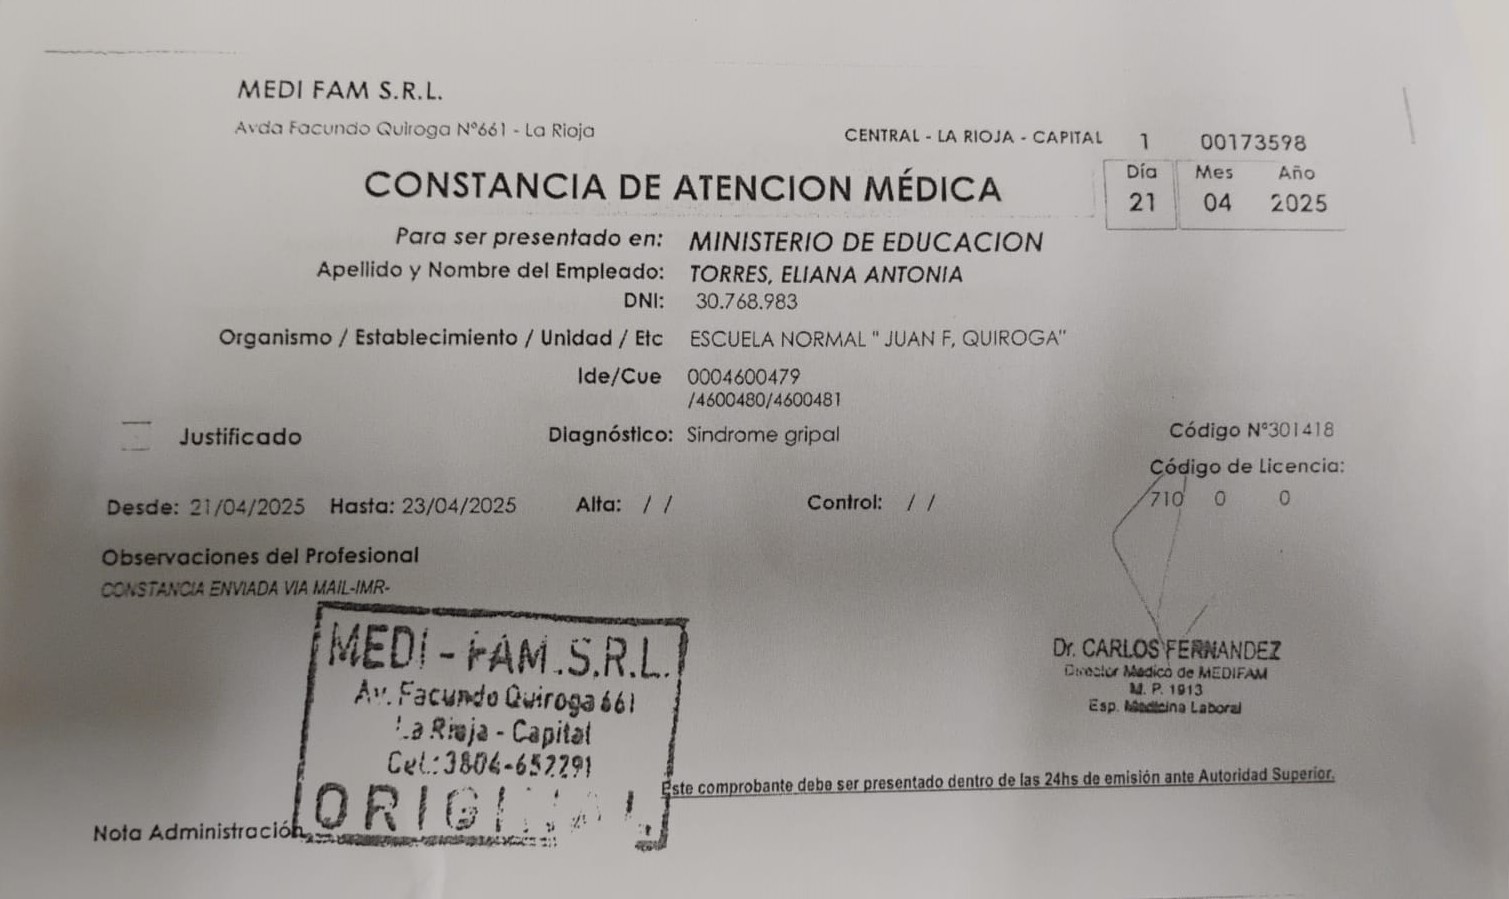 MEDI FAM S.R.L.
Avda Facundo Quiroga Nº661 - La Rioja
CENTRAL - LA RIOJA - CAPITAL 1 00173598
CONSTANCIA DE ATENCION MÉDICA
Día Mes Año
21 04 2025
Para ser presentado en: MINISTERIO DE EDUCACION
Apellido y Nombre del Empleado: TORRES, ELIANA ANTONIA
DNI: 30.768.983
Organismo / Establecimiento / Unidad / Etc ESCUELA NORMAL " JUAN F, QUIROGA"
Ide/Cue 0004600479
/4600480/4600481
Justificado Diagnóstico: Sindrome gripal Código Nº301418
Código de Licencia:
710 0 0
Desde: 21/04/2025 Hasta: 23/04/2025 Alta: / / Control: / /
Observaciones del Profesional
CONSTANCIA ENVIADA VIA MAIL-IMR-
MEDI - FAM.S.R.L.
Av. Facundo Quiroga 661
La Rioja - Capital
Cel.: 3804-652291
ORIGINAL
Dr. CARLOS FERNANDEZ
Director Medico de MEDIFAM
M. P. 1913
Esp. Medicina Laboral
Este comprobante debe ser presentado dentro de las 24hs de emisión ante Autoridad Superior.
Nota Administración